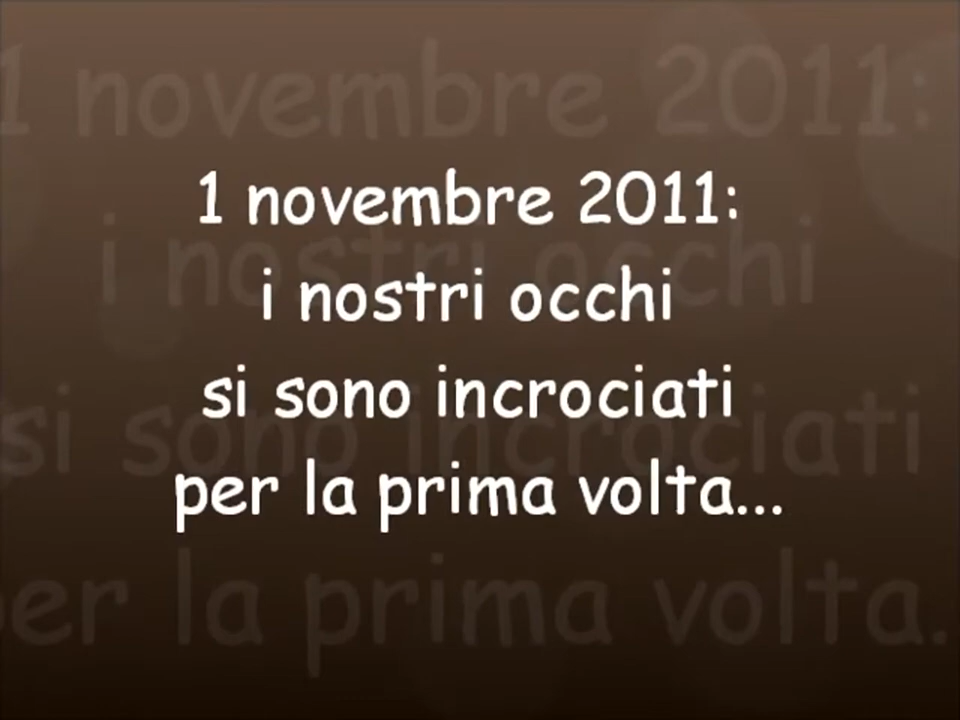 1 novembre 2011:
i nostri occhi
si sono incrociati
per la prima volta...